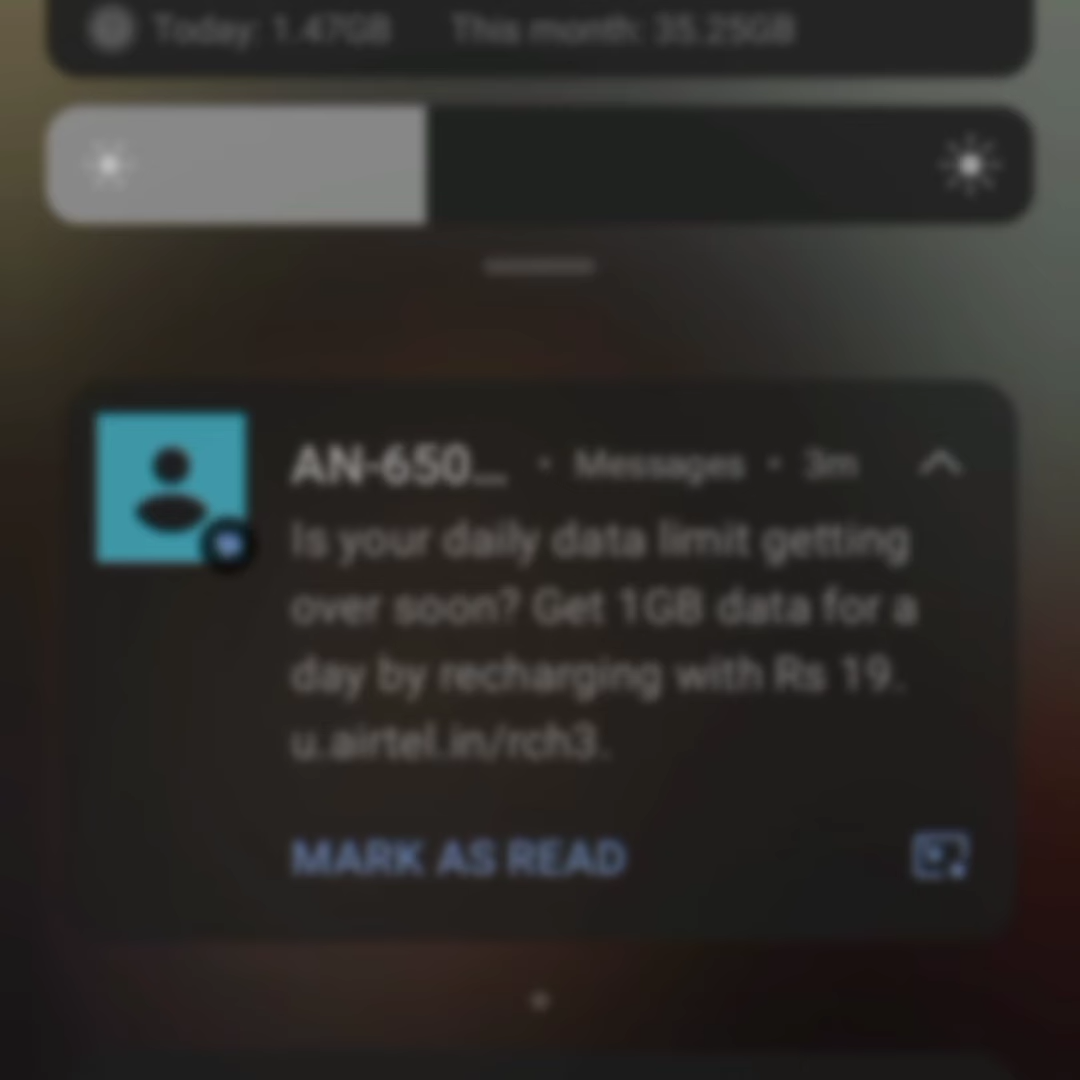 Today: 1.47GB This month: 35.25GB
AN-650... • Messages • 3m
Is your daily data limit getting
over soon? Get 1GB data for a
day by recharging with Rs 19.
u.airtel.in/rch3.
MARK AS READ